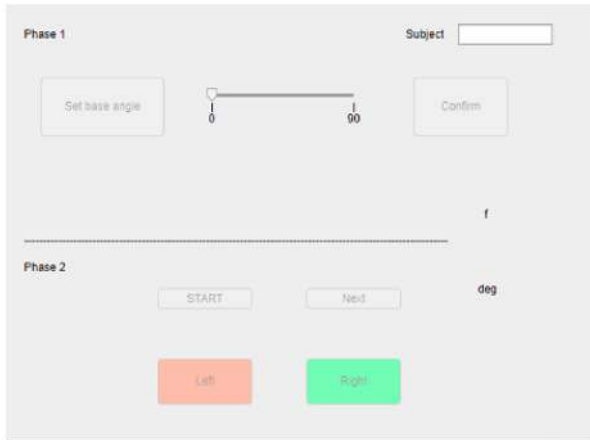 Phase 1
Subject
Set base angle
0
90
Confirm
f
Phase 2
START
Next
deg
Left
Right